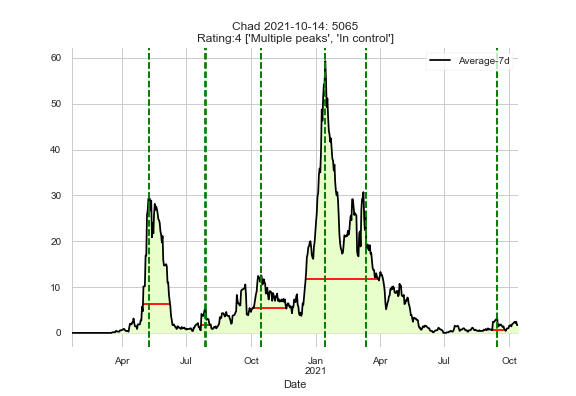 Chad 2021-10-14: 5065
Rating:4 ['Multiple peaks', 'In control']
Average-7d
60
50
40
30
20
10
0
Apr
Jul
Oct
Jan
2021
Apr
Jul
Oct
Date